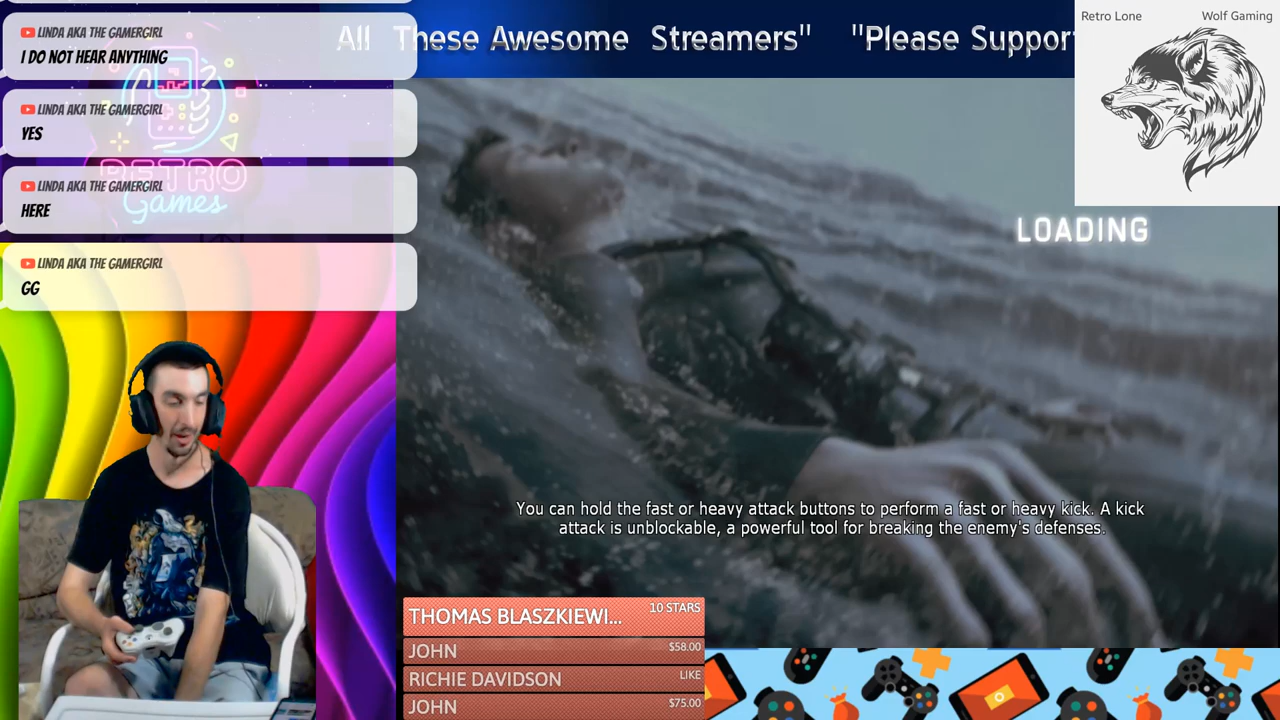 LINDA AKA THE GAMERGIRL
I DO NOT HEAR ANYTHING
LINDA AKA THE GAMERGIRL
YES
LINDA AKA THE GAMERGIRL
HERE
LINDA AKA THE GAMERGIRL
GG
RETRO
Games
All These Awesome Streamers" "Please Suppor
Retro Lone Wolf Gaming
LOADING
You can hold the fast or heavy attack buttons to perform a fast or heavy kick. A kick
attack is unblockable, a powerful tool for breaking the enemy's defenses.
THOMAS BLASZKIEWI... 10 STARS
JOHN $58.00
RICHIE DAVIDSON LIKE
JOHN $75.00